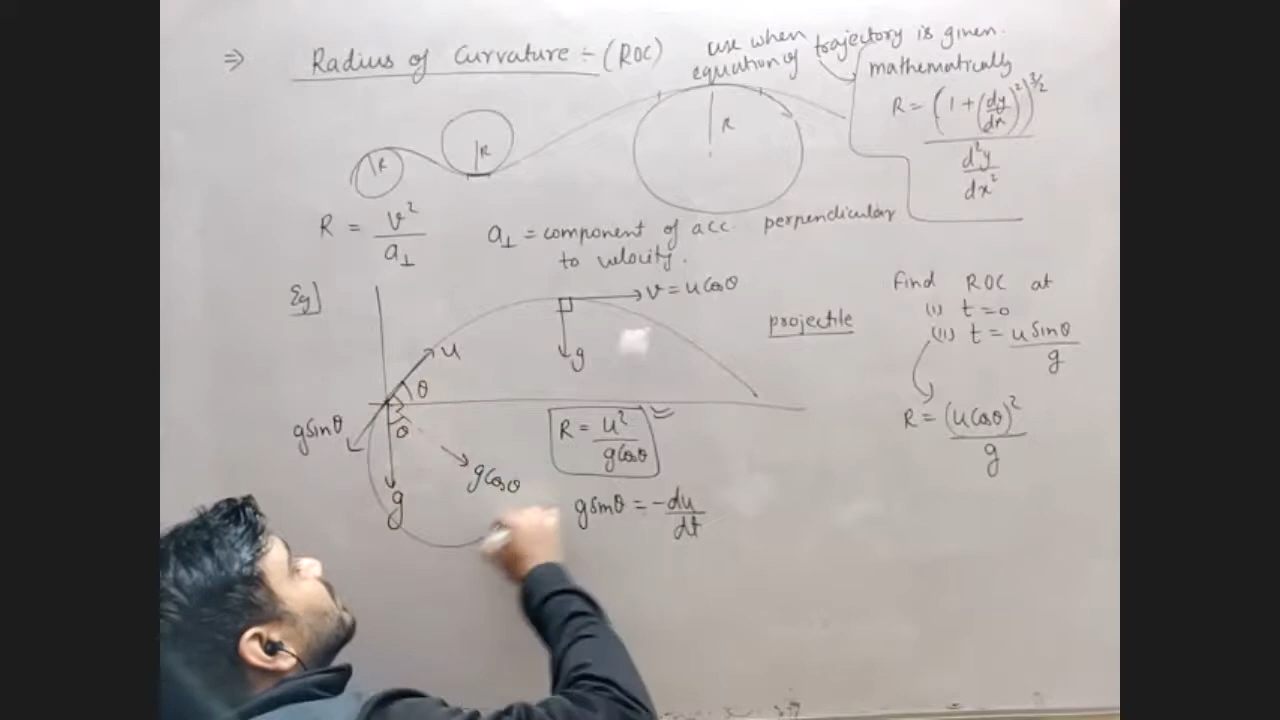 ⇒ Radius of Curvature ÷ (ROC)
use when
equation of trajectory is given
mathematically
R = (1 + (dy/dx)²)^3/2 / d²y/dx²
R
R
R
R = v² / a⊥
a⊥ = component of acc. perpendicular
to velocity.
Eg]
v = u cosθ
g
u
θ
projectile
Find ROC at
(i) t = 0
(ii) t = u sinθ / g
R = (u cosθ)² / g
g sinθ
θ
g
g cosθ
R = u² / g cosθ
g sinθ = - du / dt